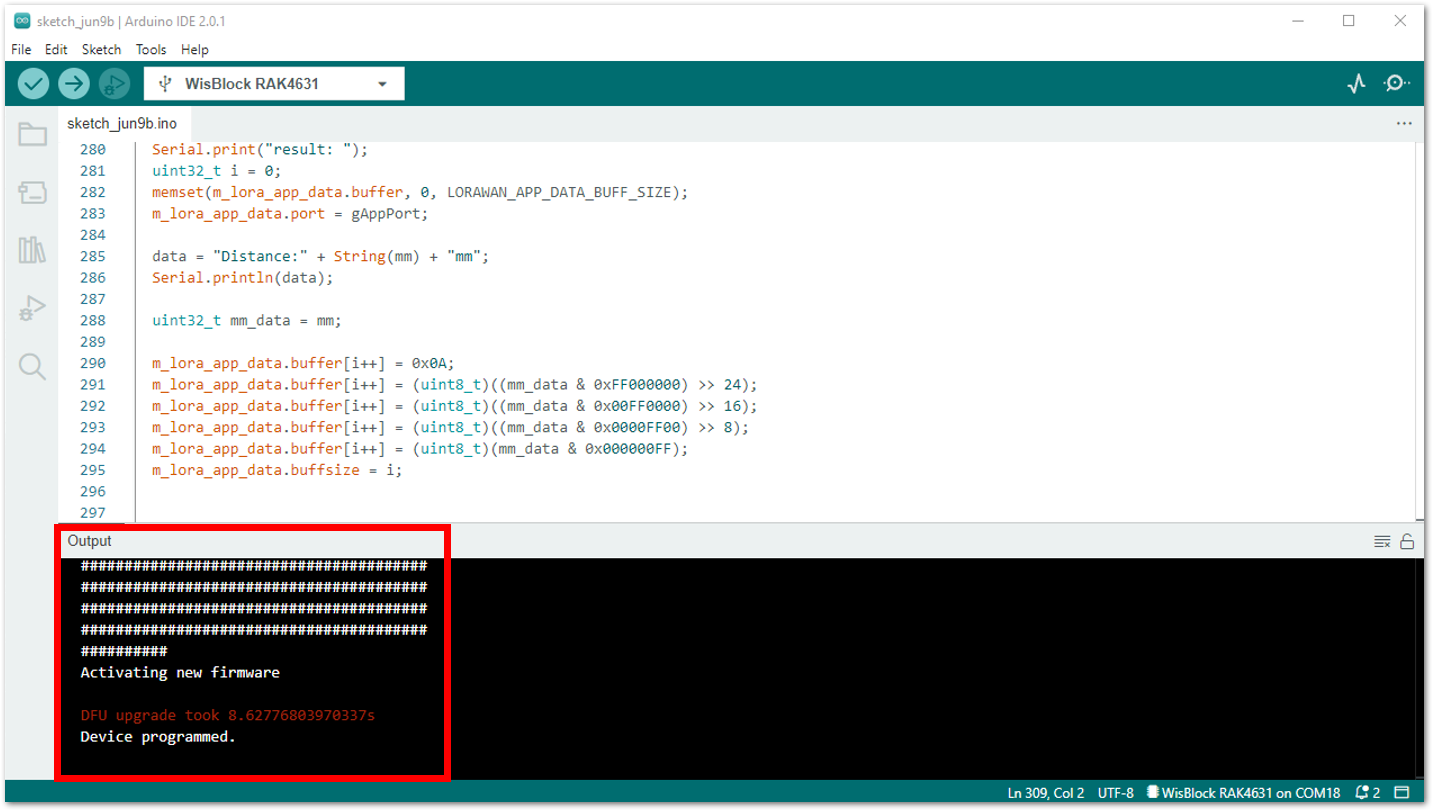 sketch_jun9b | Arduino IDE 2.0.1
File Edit Sketch Tools Help
WisBlock RAK4631
sketch_jun9b.ino
280 Serial.print("result: ");
281 uint32_t i = 0;
282 memset(m_lora_app_data.buffer, 0, LORAWAN_APP_DATA_BUFF_SIZE);
283 m_lora_app_data.port = gAppPort;
284
285 data = "Distance:" + String(mm) + "mm";
286 Serial.println(data);
287
288 uint32_t mm_data = mm;
289
290 m_lora_app_data.buffer[i++] = 0x0A;
291 m_lora_app_data.buffer[i++] = (uint8_t)((mm_data & 0xFF000000) >> 24);
292 m_lora_app_data.buffer[i++] = (uint8_t)((mm_data & 0x00FF0000) >> 16);
293 m_lora_app_data.buffer[i++] = (uint8_t)((mm_data & 0x0000FF00) >> 8);
294 m_lora_app_data.buffer[i++] = (uint8_t)(mm_data & 0x000000FF);
295 m_lora_app_data.buffsize = i;
296
297
Output
########################################
########################################
########################################
########################################
##########
Activating new firmware
DFU upgrade took 8.62776803970337s
Device programmed.
Ln 309, Col 2 UTF-8 WisBlock RAK4631 on COM18 2